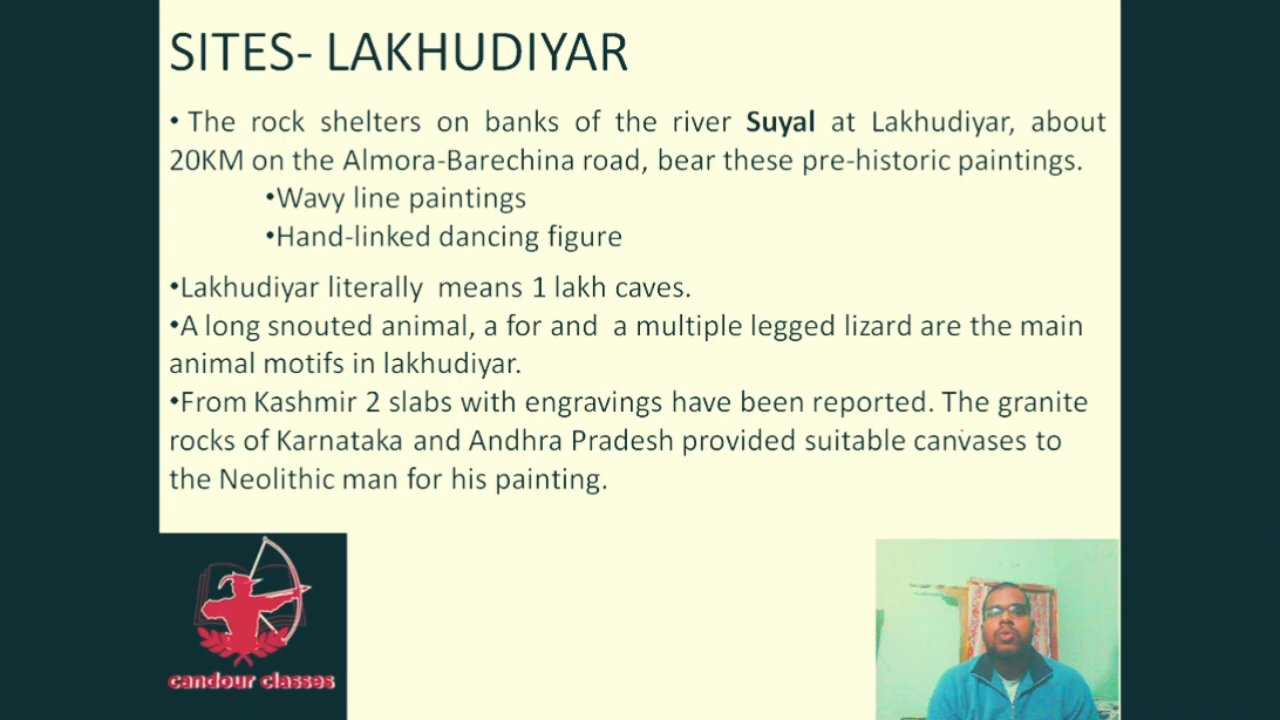 SITES- LAKHUDIYAR
• The rock shelters on banks of the river Suyal at Lakhudiyar, about
20KM on the Almora-Barechina road, bear these pre-historic paintings.
•Wavy line paintings
•Hand-linked dancing figure
•Lakhudiyar literally means 1 lakh caves.
•A long snouted animal, a for and a multiple legged lizard are the main
animal motifs in lakhudiyar.
•From Kashmir 2 slabs with engravings have been reported. The granite
rocks of Karnataka and Andhra Pradesh provided suitable canvases to
the Neolithic man for his painting.
candour classes